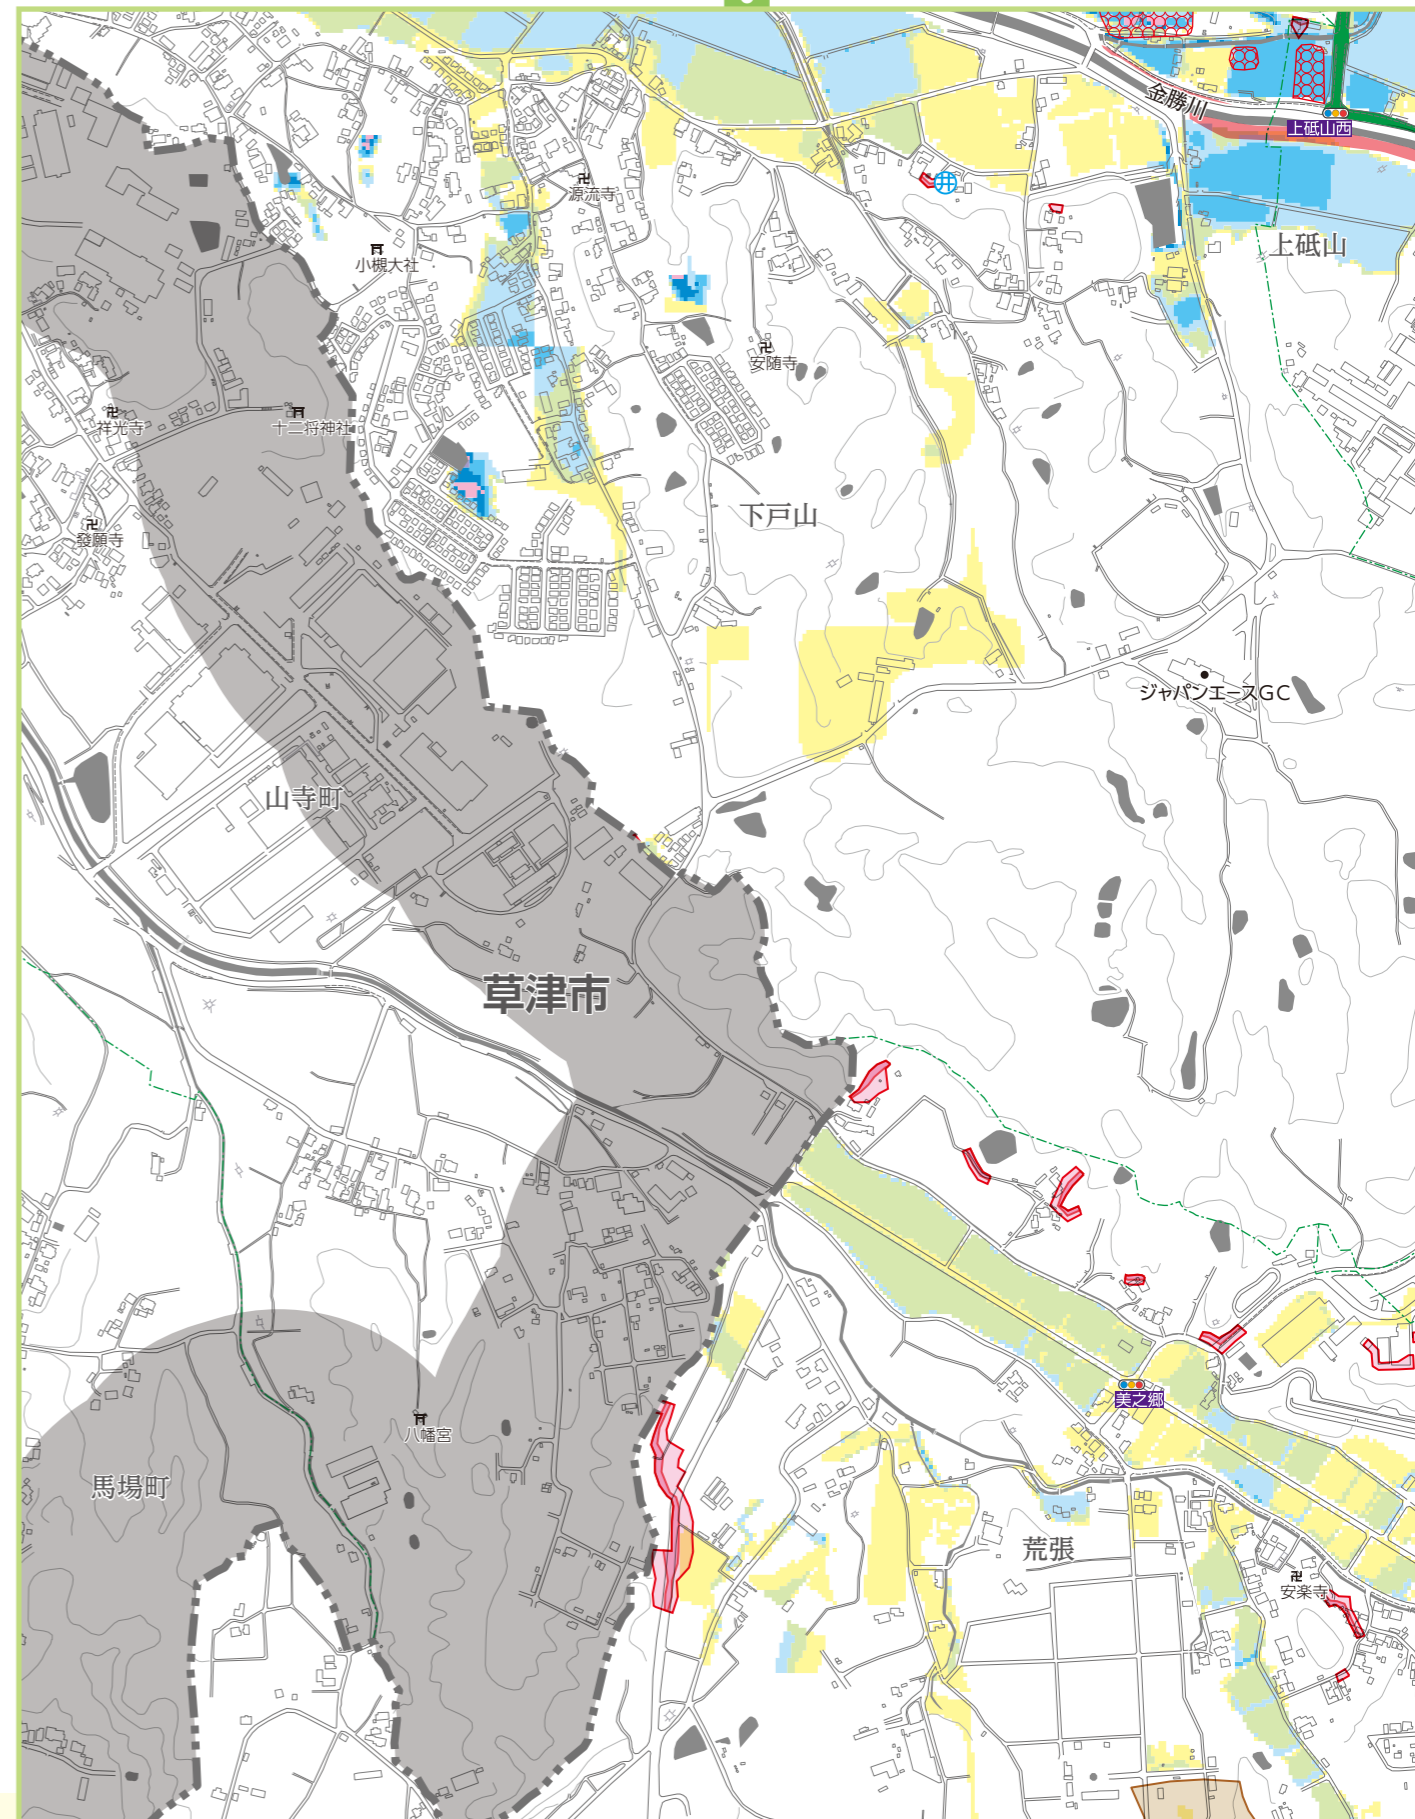 金勝川
上砥山西
源流寺
上砥山
小槻大社
安随寺
祥光寺
十二将神社
下戸山
發願寺
ジャパンエースGC
山寺町
草津市
美之郷
八幡宮
馬場町
荒張
安楽寺